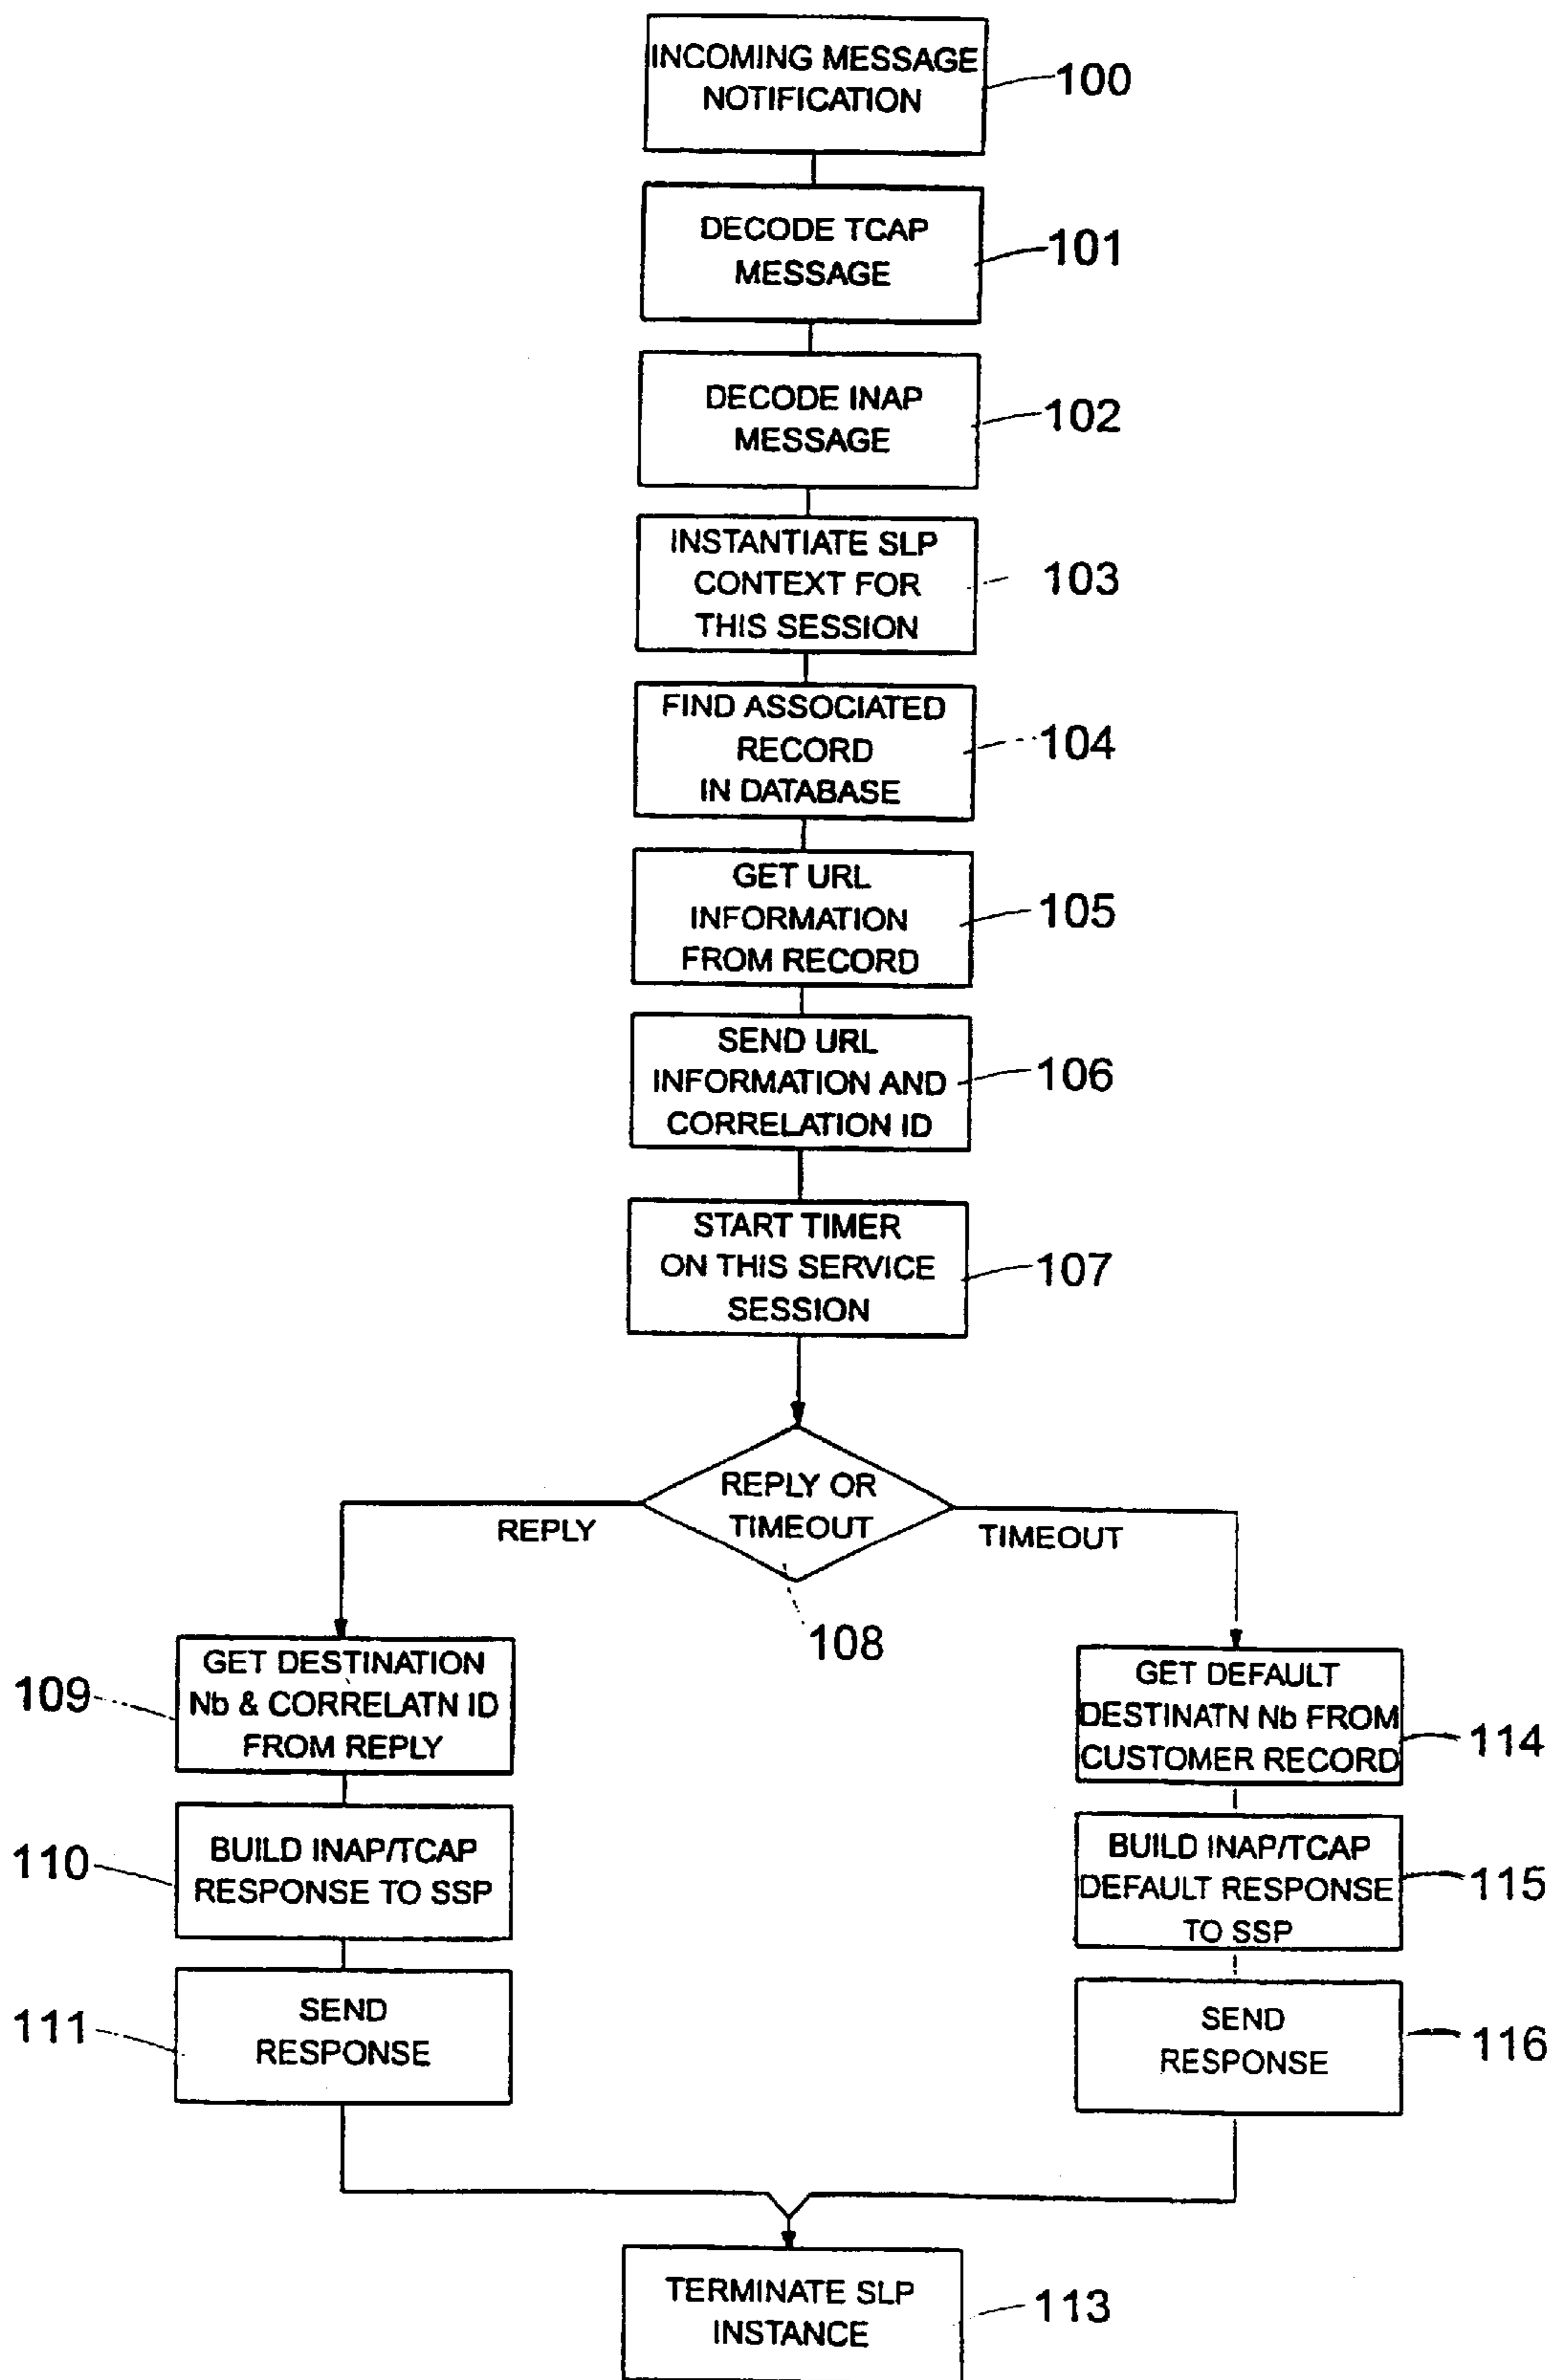 INCOMING MESSAGE
NOTIFICATION
100
DECODE TCAP
MESSAGE
101
DECODE INAP
MESSAGE
102
INSTANTIATE SLP
CONTEXT FOR
THIS SESSION
103
FIND ASSOCIATED
RECORD
IN DATABASE
104
GET URL
INFORMATION
FROM RECORD
105
SEND URL
INFORMATION AND
CORRELATION ID
106
START TIMER
ON THIS SERVICE
SESSION
107
REPLY OR
TIMEOUT
REPLY
TIMEOUT
108
GET DESTINATION
Nb & CORRELATN ID
FROM REPLY
109
GET DEFAULT
DESTINATN Nb FROM
CUSTOMER RECORD
114
BUILD INAP/TCAP
RESPONSE TO SSP
110
BUILD INAP/TCAP
DEFAULT RESPONSE
TO SSP
115
SEND
RESPONSE
111
SEND
RESPONSE
116
TERMINATE SLP
INSTANCE
113